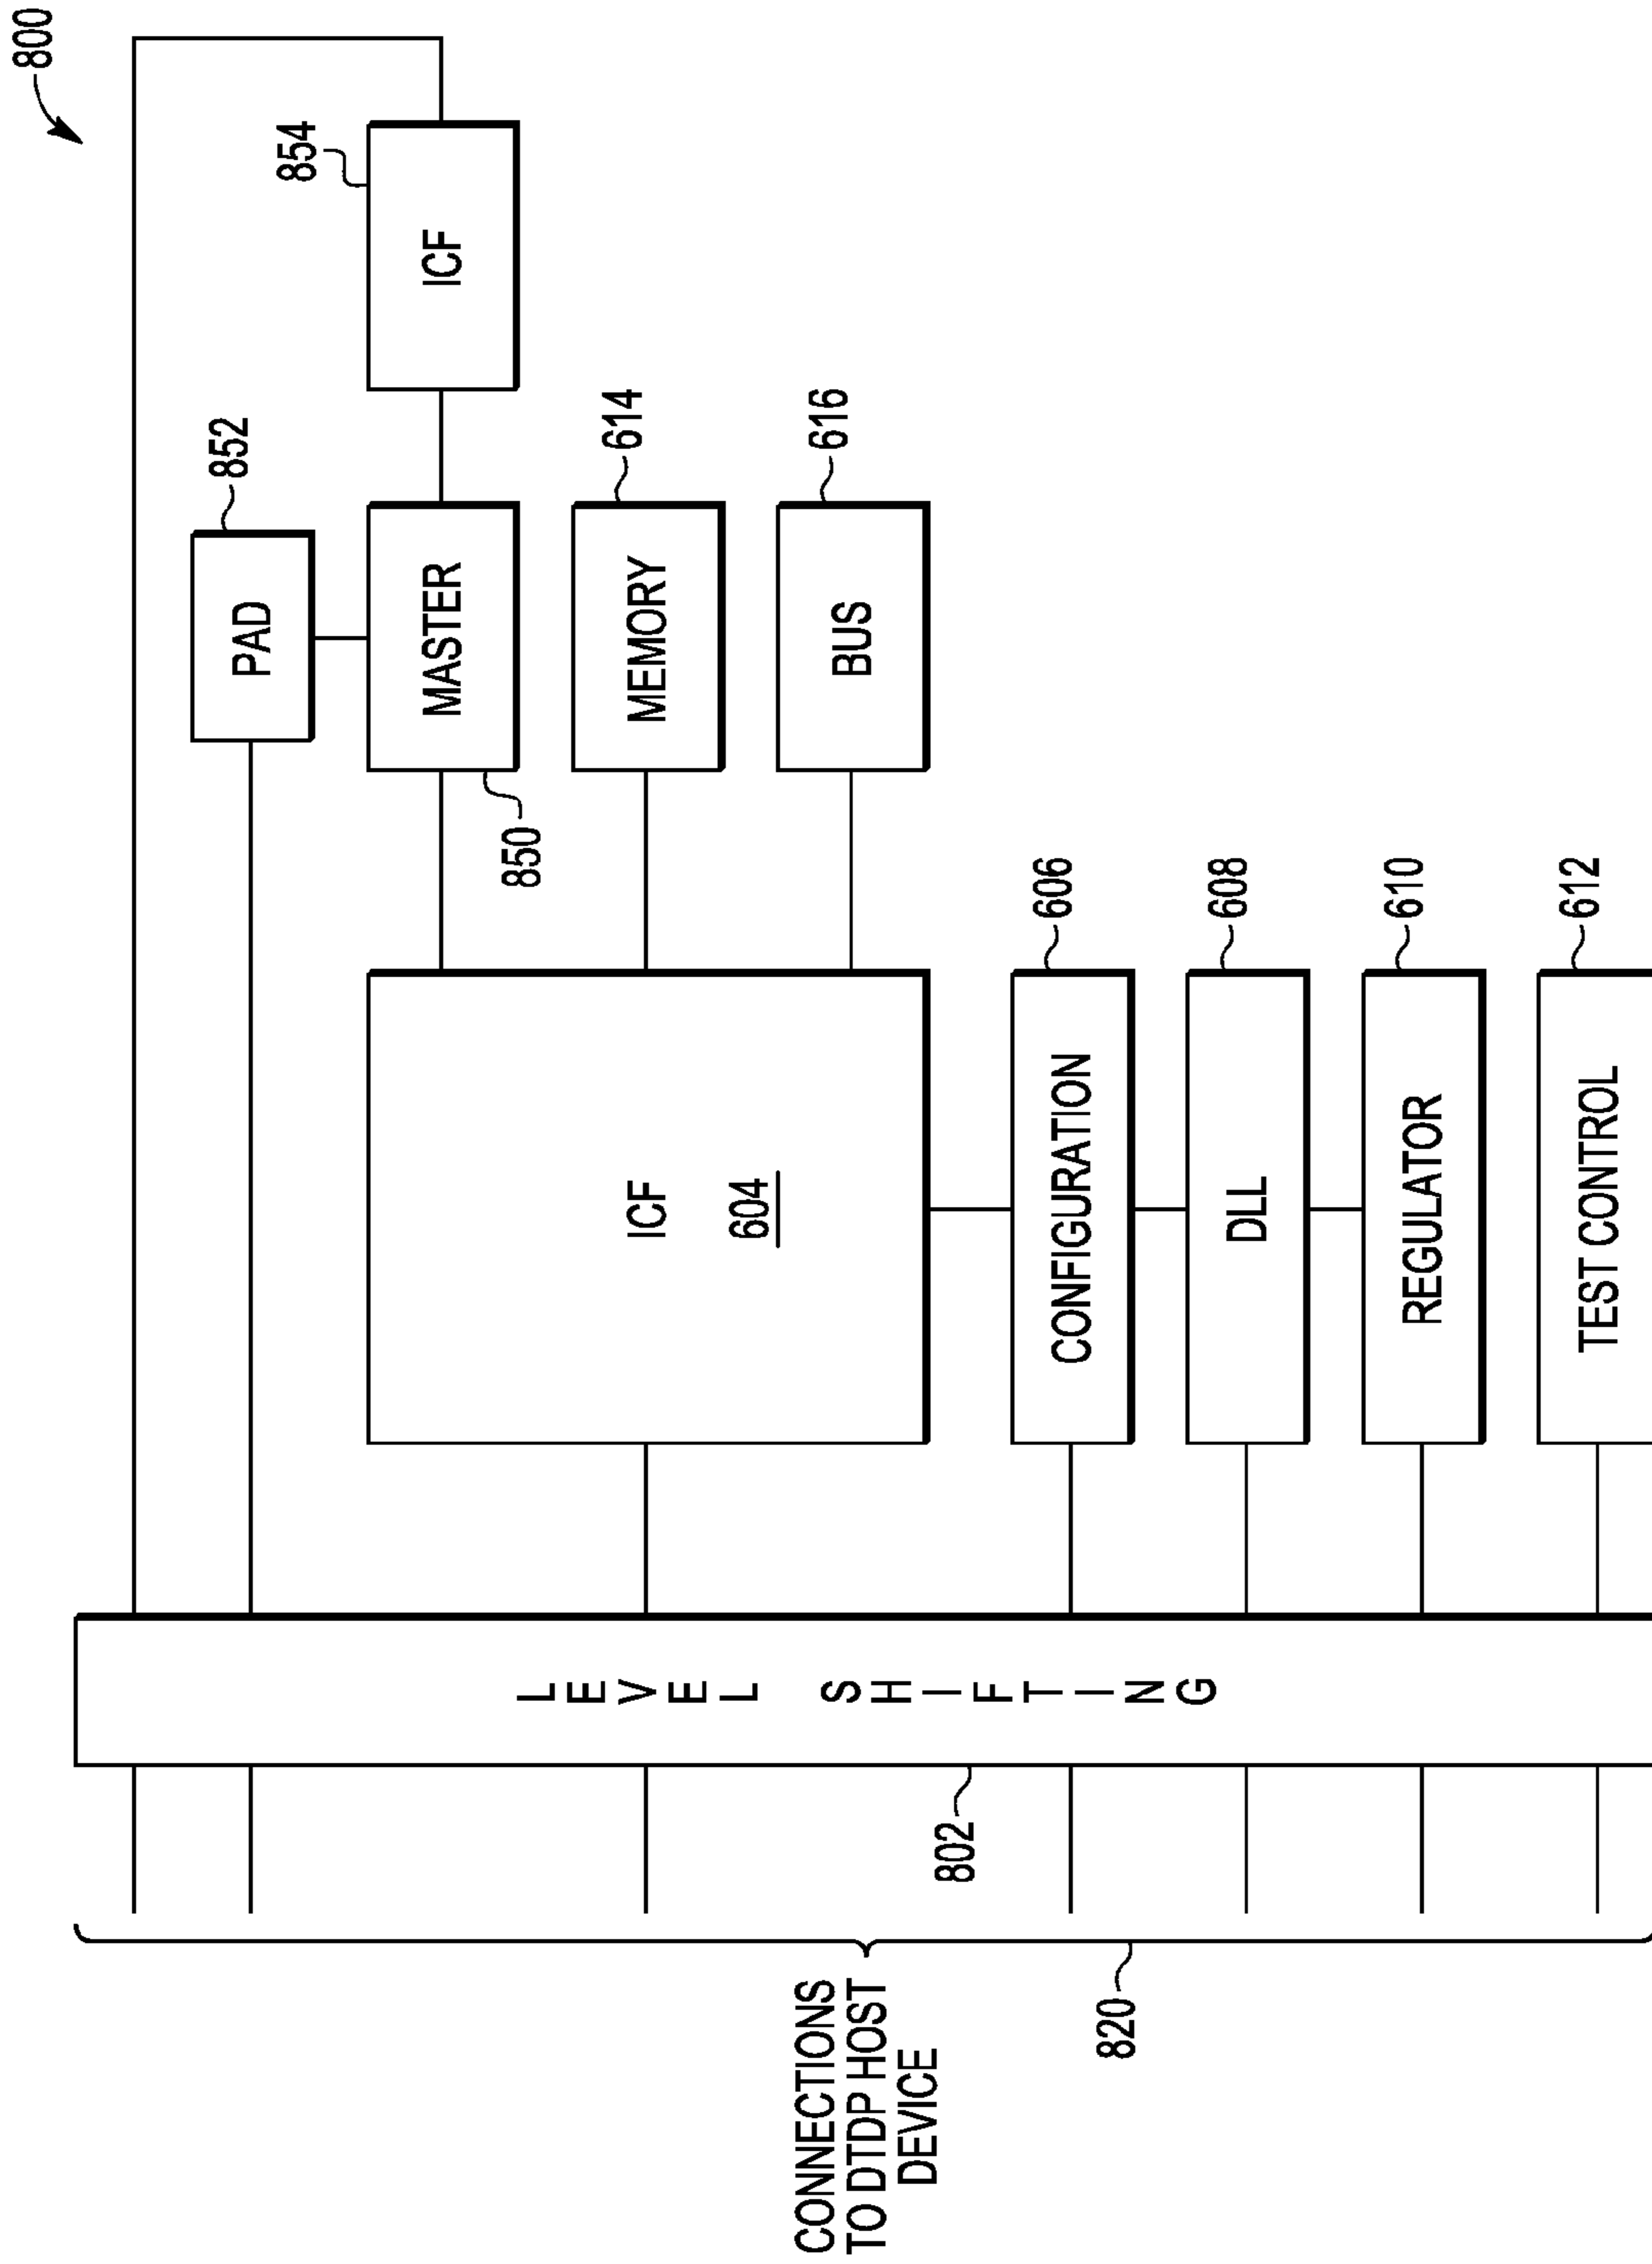 800
852
PAD
854
MASTER
ICF
850
614
ICF
604
MEMORY
616
BUS
LEVEL SHIFTING
CONNECTIONS
TO DTDP HOST
DEVICE
802
820
606
CONFIGURATION
608
DLL
610
REGULATOR
612
TEST CONTROL